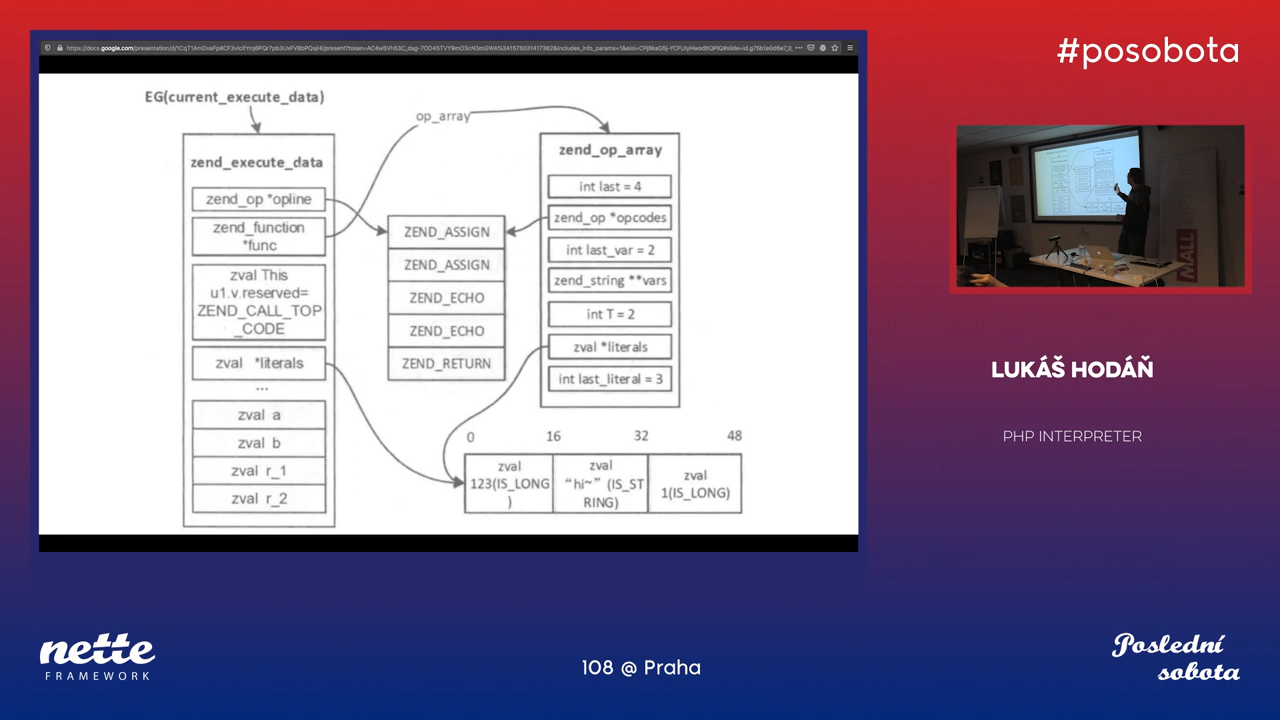 #posobota
EG(current_execute_data)
op_array
zend_execute_data
zend_op *opline
zend_function
*func
zval This
u1.v.reserved=
ZEND_CALL_TOP
_CODE
zval *literals
...
zval a
zval b
zval r_1
zval r_2
ZEND_ASSIGN
ZEND_ASSIGN
ZEND_ECHO
ZEND_ECHO
ZEND_RETURN
zend_op_array
int last = 4
zend_op *opcodes
int last_var = 2
zend_string **vars
int T = 2
zval *literals
int last_literal = 3
0 16 32 48
zval
123(IS_LONG
)
zval
“hi~” (IS_ST
RING)
zval
1(IS_LONG)
MALL
LUKÁŠ HODÁŇ
PHP INTERPRETER
nette
FRAMEWORK
108 @ Praha
Poslední
sobota